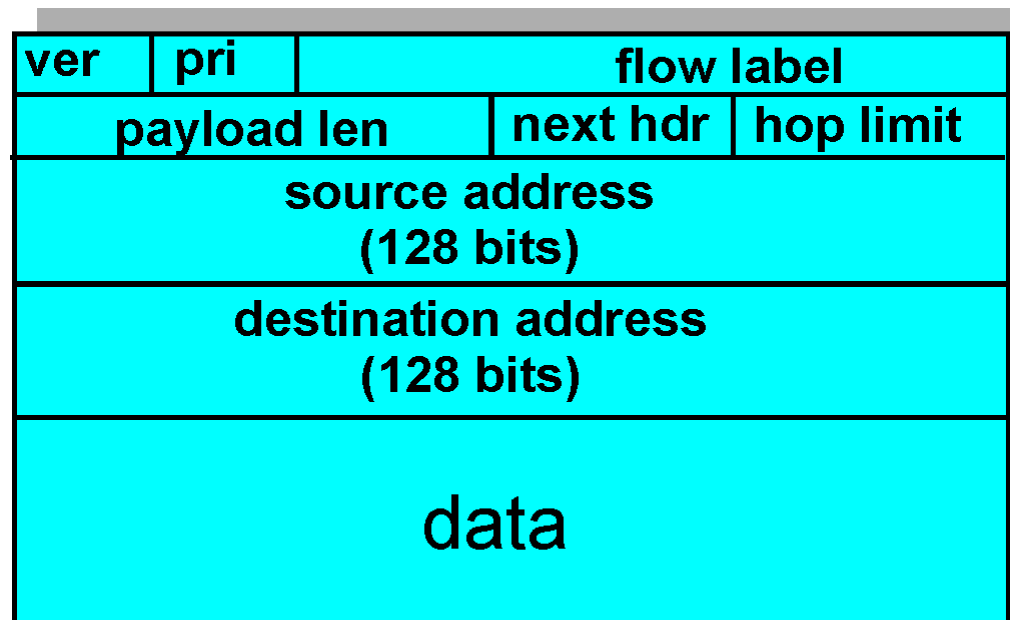 ver pri flow label
payload len next hdr hop limit
source address
(128 bits)
destination address
(128 bits)
data